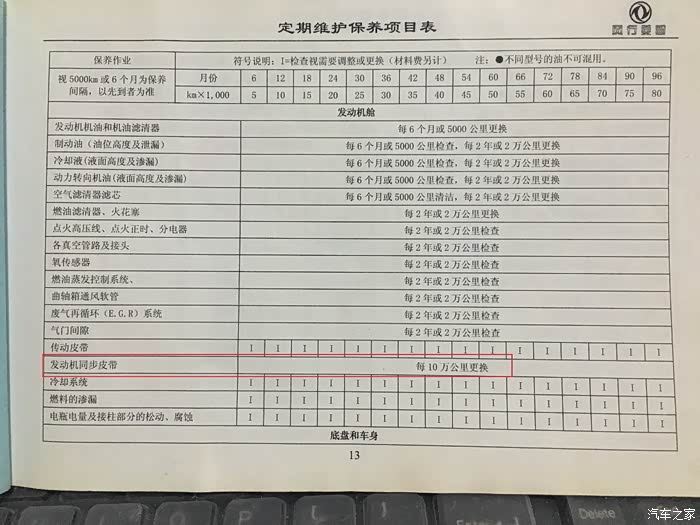 定期维护保养项目表
风行菱智
保养作业 符号说明：I=检查视需要调整或更换（材料费另计） 注：●不同型号的油不可混用。
视5000km或6个月为保养间隔，以先到者为准 月份 6 12 18 24 30 36 42 48 54 60 66 72 78 84 90 96
km×1,000 5 10 15 20 25 30 35 40 45 50 55 60 65 70 75 80
发动机舱
发动机机油和机油滤清器 每6个月或5000公里更换
制动油（油位高度及泄漏） 每6个月或5000公里检查，每2年或2万公里更换
冷却液(液面高度及渗漏) 每6个月或5000公里检查，每2年或2万公里更换
动力转向机油(液面高度及渗漏) 每6个月或5000公里检查，每2年或2万公里更换
空气滤清器滤芯 每6个月或5000公里清洁，每2年或2万公里更换
燃油滤清器、火花塞 每2年或2万公里更换
点火高压线、点火正时、分电器 每2年或2万公里检查
各真空管路及接头 每2年或2万公里检查
氧传感器 每2年或2万公里检查
燃油蒸发控制系统、 每2年或2万公里检查
曲轴箱通风软管 每2年或2万公里检查
废气再循环（E.G.R）系统 每2年或2万公里检查
气门间隙 每2年或2万公里检查
传动皮带 I I I I I I I I I I I I I I I I
发动机同步皮带 每10万公里更换
冷却系统 I I I I I I I I I I I I I I I I
燃料的渗漏 I I I I I I I I I I I I I I I I
电瓶电量及接柱部分的松动、腐蚀 I I I I I I I I I I I I I I I I
底盘和车身
13
Delete
汽车之家